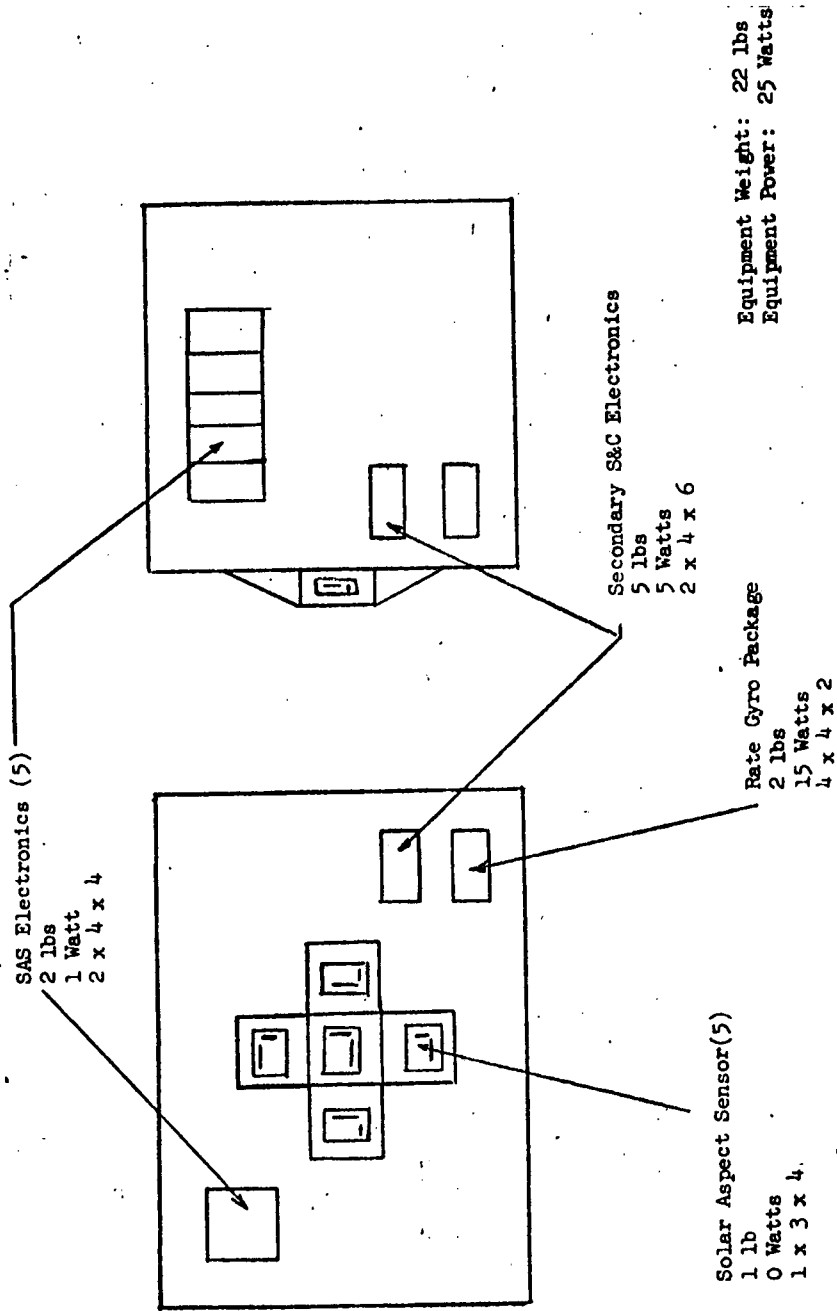 SAS Electronics (5)
2 lbs
1 Watt
2 x 4 x 4
Solar Aspect Sensor(5)
1 lb
0 Watts
1 x 3 x 4
Rate Gyro Package
2 lbs
15 Watts
4 x 4 x 2
Secondary S&C Electronics
5 lbs
5 Watts
2 x 4 x 6
Equipment Weight: 22 lbs
Equipment Power: 25 Watts